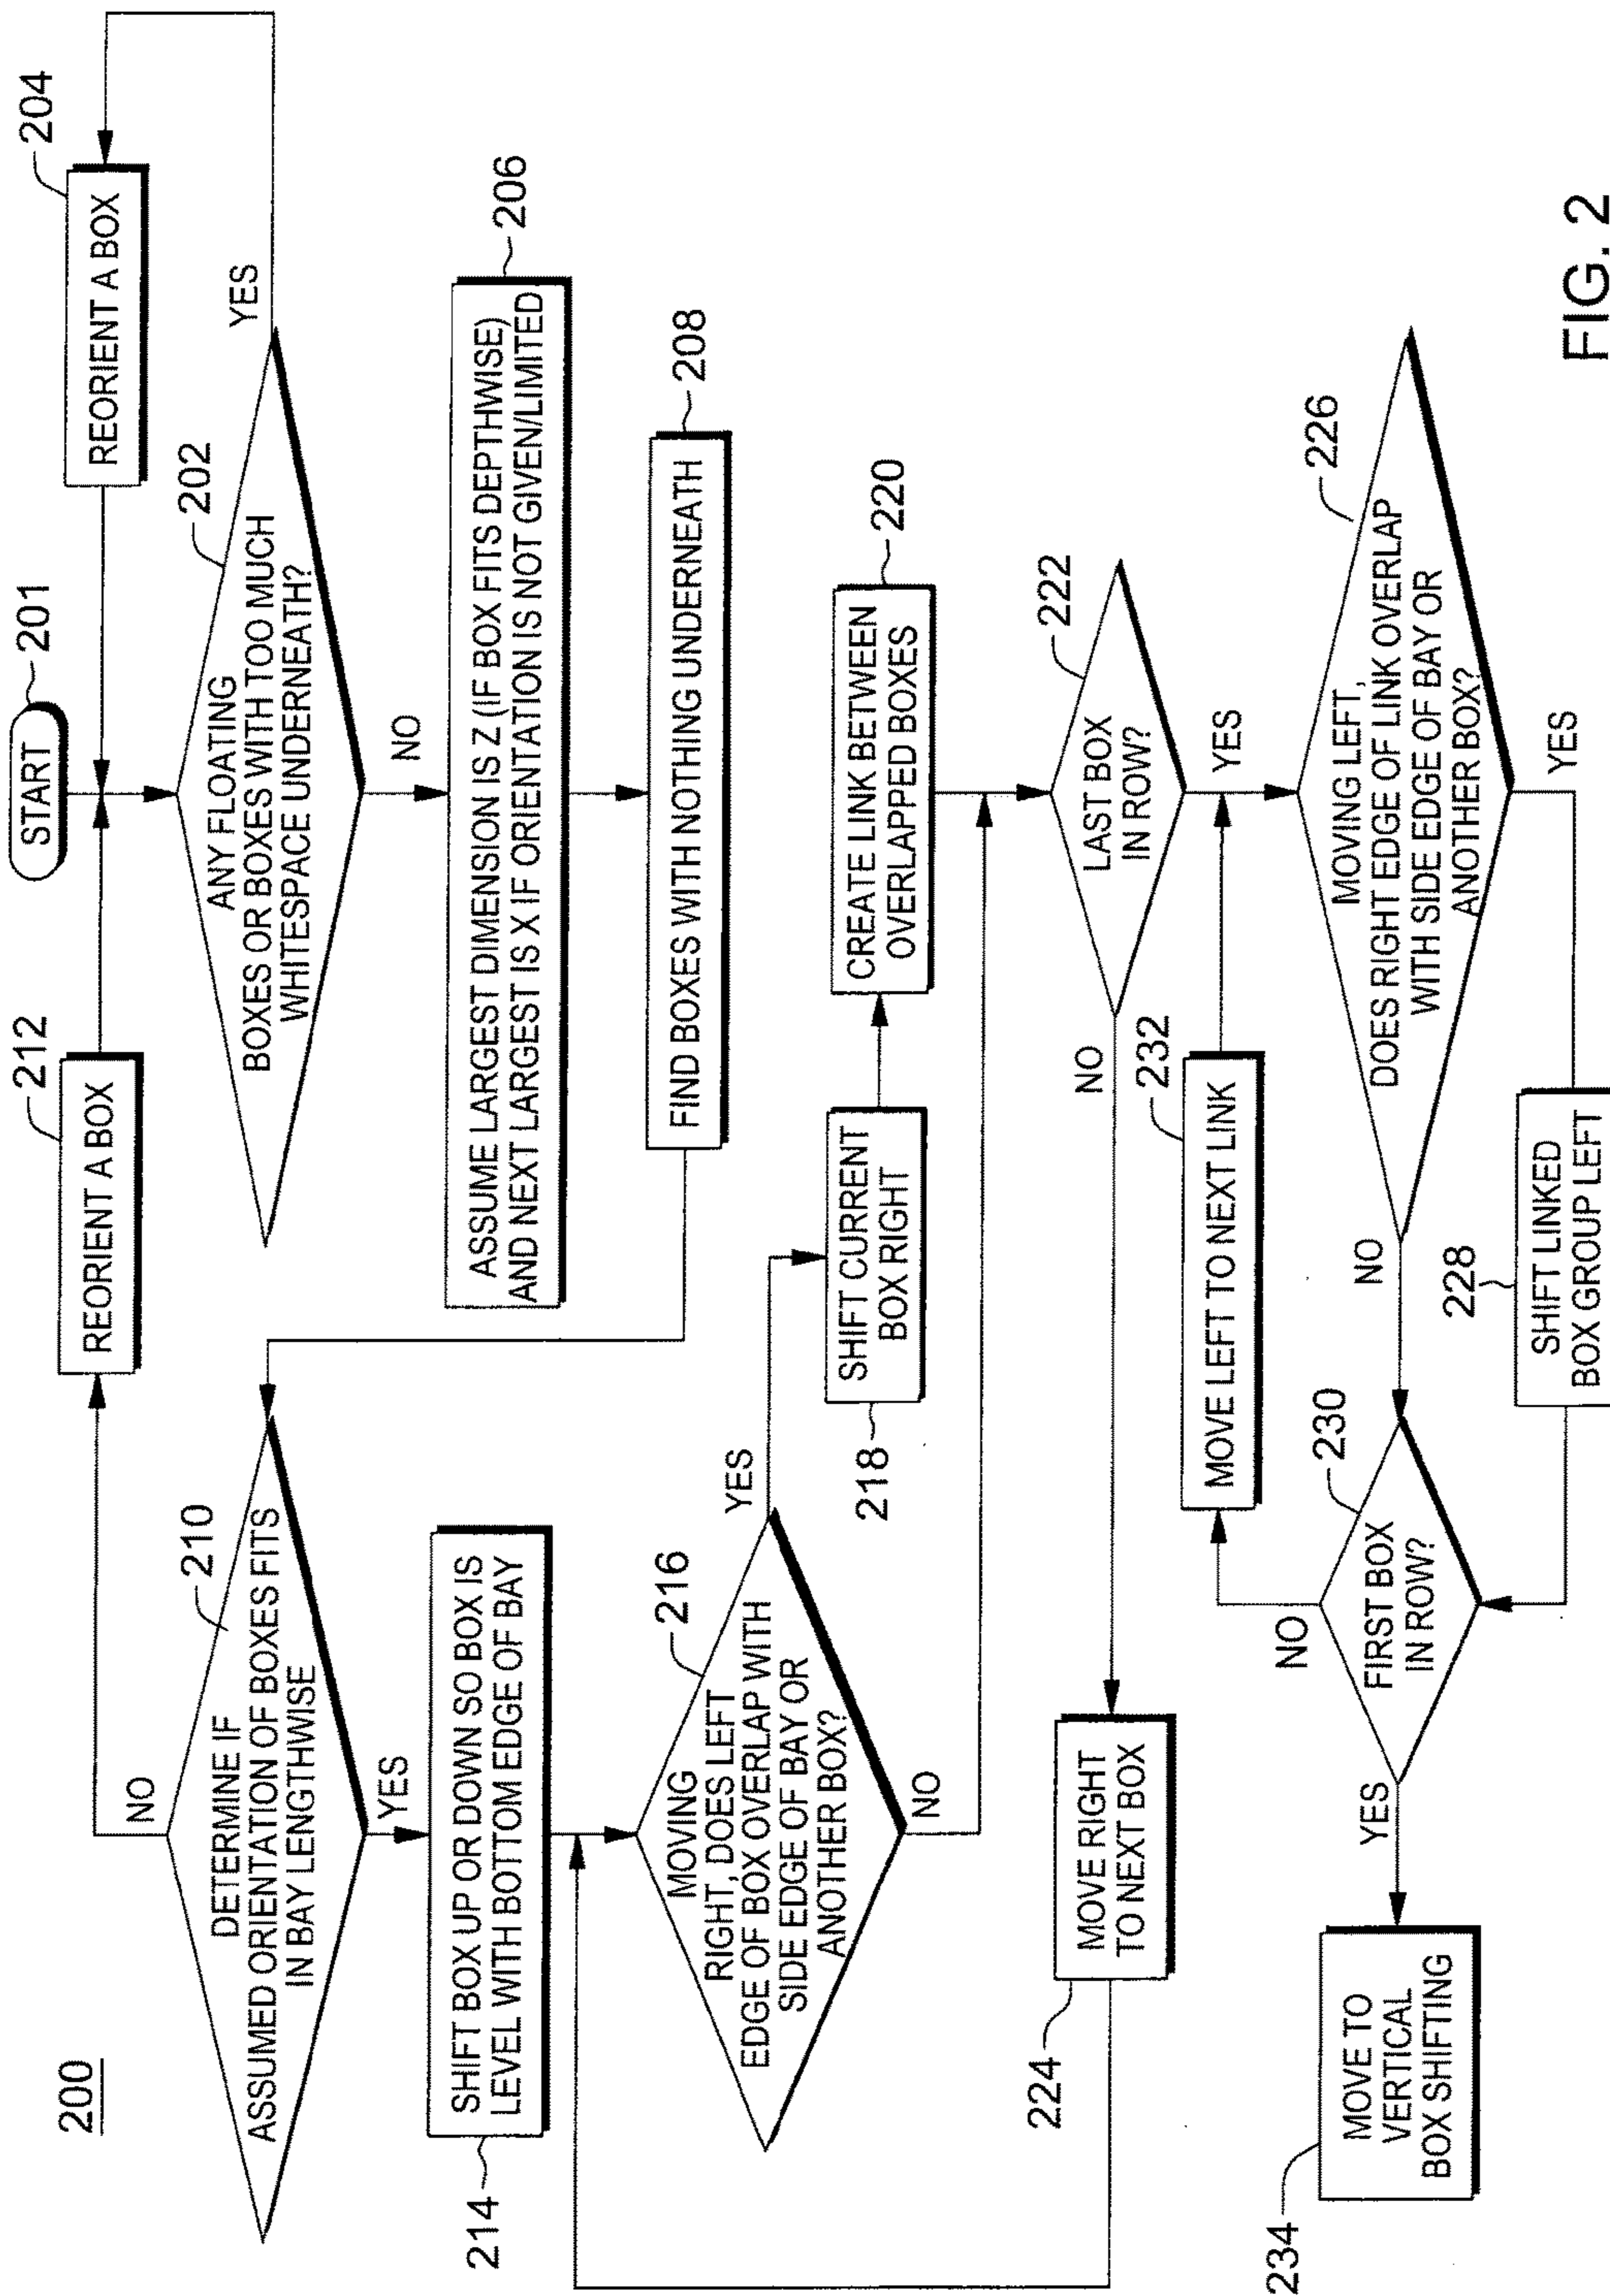 200
START
201
REORIENT A BOX
204
REORIENT A BOX
212
ANY FLOATING
BOXES OR BOXES WITH TOO MUCH
WHITESPACE UNDERNEATH?
202
YES
NO
ASSUME LARGEST DIMENSION IS Z (IF BOX FITS DEPTHWISE)
AND NEXT LARGEST IS X IF ORIENTATION IS NOT GIVEN/LIMITED
206
FIND BOXES WITH NOTHING UNDERNEATH
208
DETERMINE IF
ASSUMED ORIENTATION OF BOXES FITS
IN BAY LENGTHWISE
210
NO
YES
SHIFT BOX UP OR DOWN SO BOX IS
LEVEL WITH BOTTOM EDGE OF BAY
214
MOVING
RIGHT, DOES LEFT
EDGE OF BOX OVERLAP WITH
SIDE EDGE OF BAY OR
ANOTHER BOX?
216
YES
NO
SHIFT CURRENT
BOX RIGHT
218
CREATE LINK BETWEEN
OVERLAPPED BOXES
220
LAST BOX
IN ROW?
222
NO
YES
MOVE RIGHT
TO NEXT BOX
224
MOVE LEFT TO NEXT LINK
232
MOVING LEFT,
DOES RIGHT EDGE OF LINK OVERLAP
WITH SIDE EDGE OF BAY OR
ANOTHER BOX?
226
NO
YES
SHIFT LINKED
BOX GROUP LEFT
228
FIRST BOX
IN ROW?
230
NO
YES
MOVE TO
VERTICAL
BOX SHIFTING
234
FIG. 2